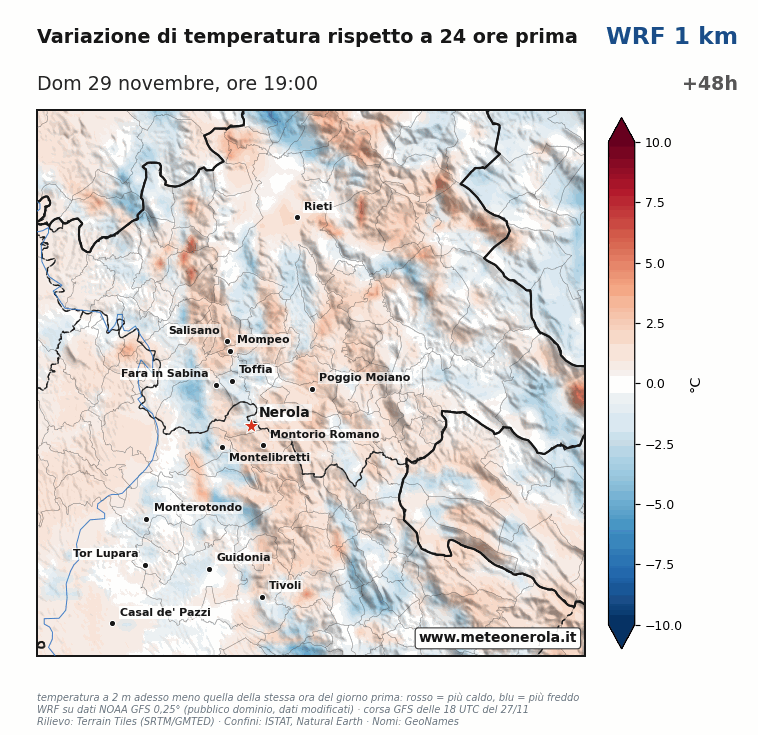 Variazione di temperatura rispetto a 24 ore prima
WRF 1 km
Dom 29 novembre, ore 19:00
+48h
Rieti
Salisano
Mompeo
Fara in Sabina
Toffia
Poggio Moiano
Nerola
Montorio Romano
Montelibretti
Monterotondo
Tor Lupara
Guidonia
Tivoli
Casal de' Pazzi
www.meteonerola.it
10.0
7.5
5.0
2.5
0.0
−2.5
−5.0
−7.5
−10.0
°C
temperatura a 2 m adesso meno quella della stessa ora del giorno prima: rosso = più caldo, blu = più freddo
WRF su dati NOAA GFS 0,25° (pubblico dominio, dati modificati) · corsa GFS delle 18 UTC del 27/11
Rilievo: Terrain Tiles (SRTM/GMTED) · Confini: ISTAT, Natural Earth · Nomi: GeoNames